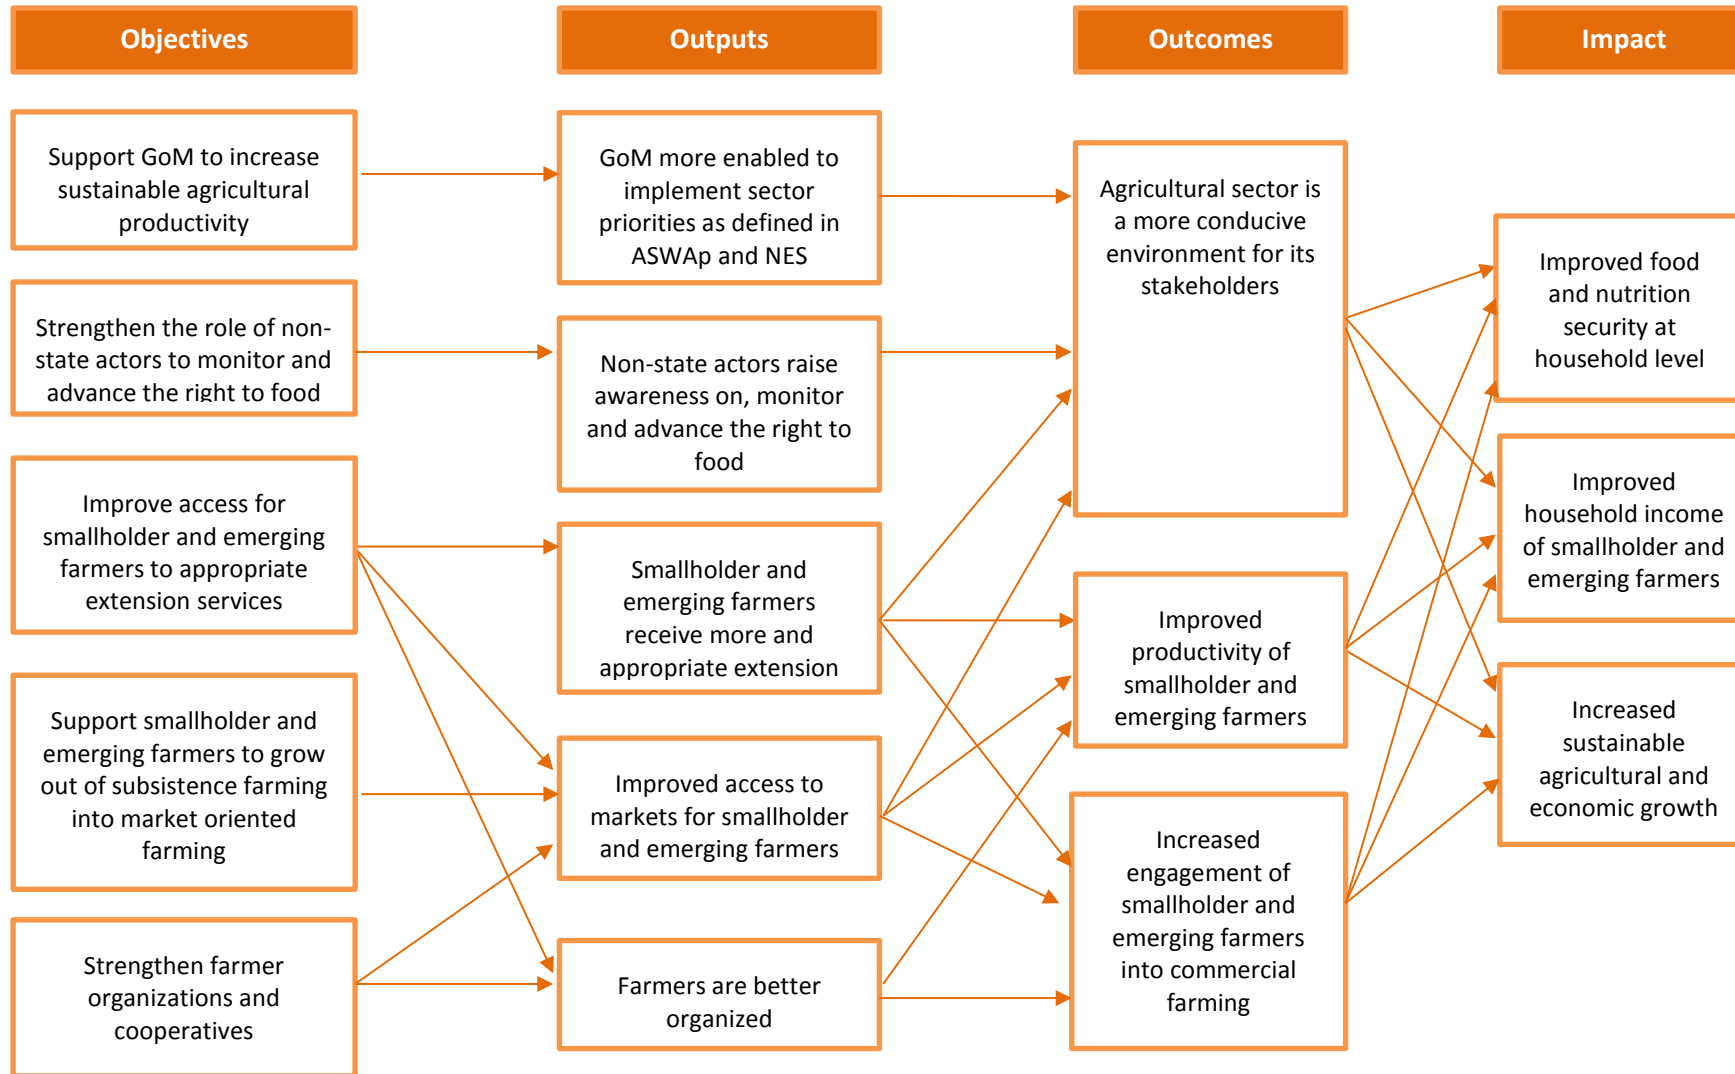 Objectives
Outputs
Outcomes
Impact
Support GoM to increase
sustainable agricultural
productivity
Strengthen the role of non-
state actors to monitor and
advance the right to food
Improve access for
smallholder and emerging
farmers to appropriate
extension services
Support smallholder and
emerging farmers to grow
out of subsistence farming
into market oriented
farming
Strengthen farmer
organizations and
cooperatives
GoM more enabled to
implement sector
priorities as defined in
ASWAp and NES
Non-state actors raise
awareness on, monitor
and advance the right to
food
Smallholder and
emerging farmers
receive more and
appropriate extension
Improved access to
markets for smallholder
and emerging farmers
Farmers are better
organized
Agricultural sector is
a more conducive
environment for its
stakeholders
Improved
productivity of
smallholder and
emerging farmers
Increased
engagement of
smallholder and
emerging farmers
into commercial
farming
Improved food
and nutrition
security at
household level
Improved
household income
of smallholder and
emerging farmers
Increased
sustainable
agricultural and
economic growth